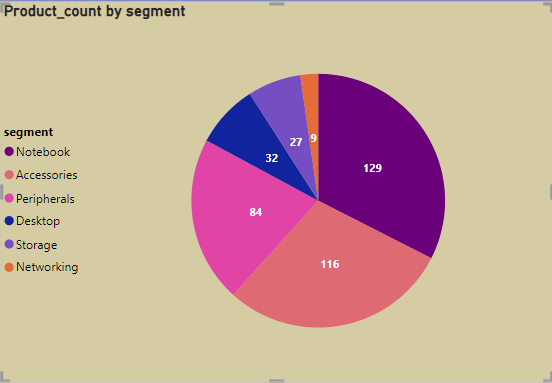 Product_count by segment
segment
Notebook
Accessories
Peripherals
Desktop
Storage
Networking
129
116
84
32
27
9